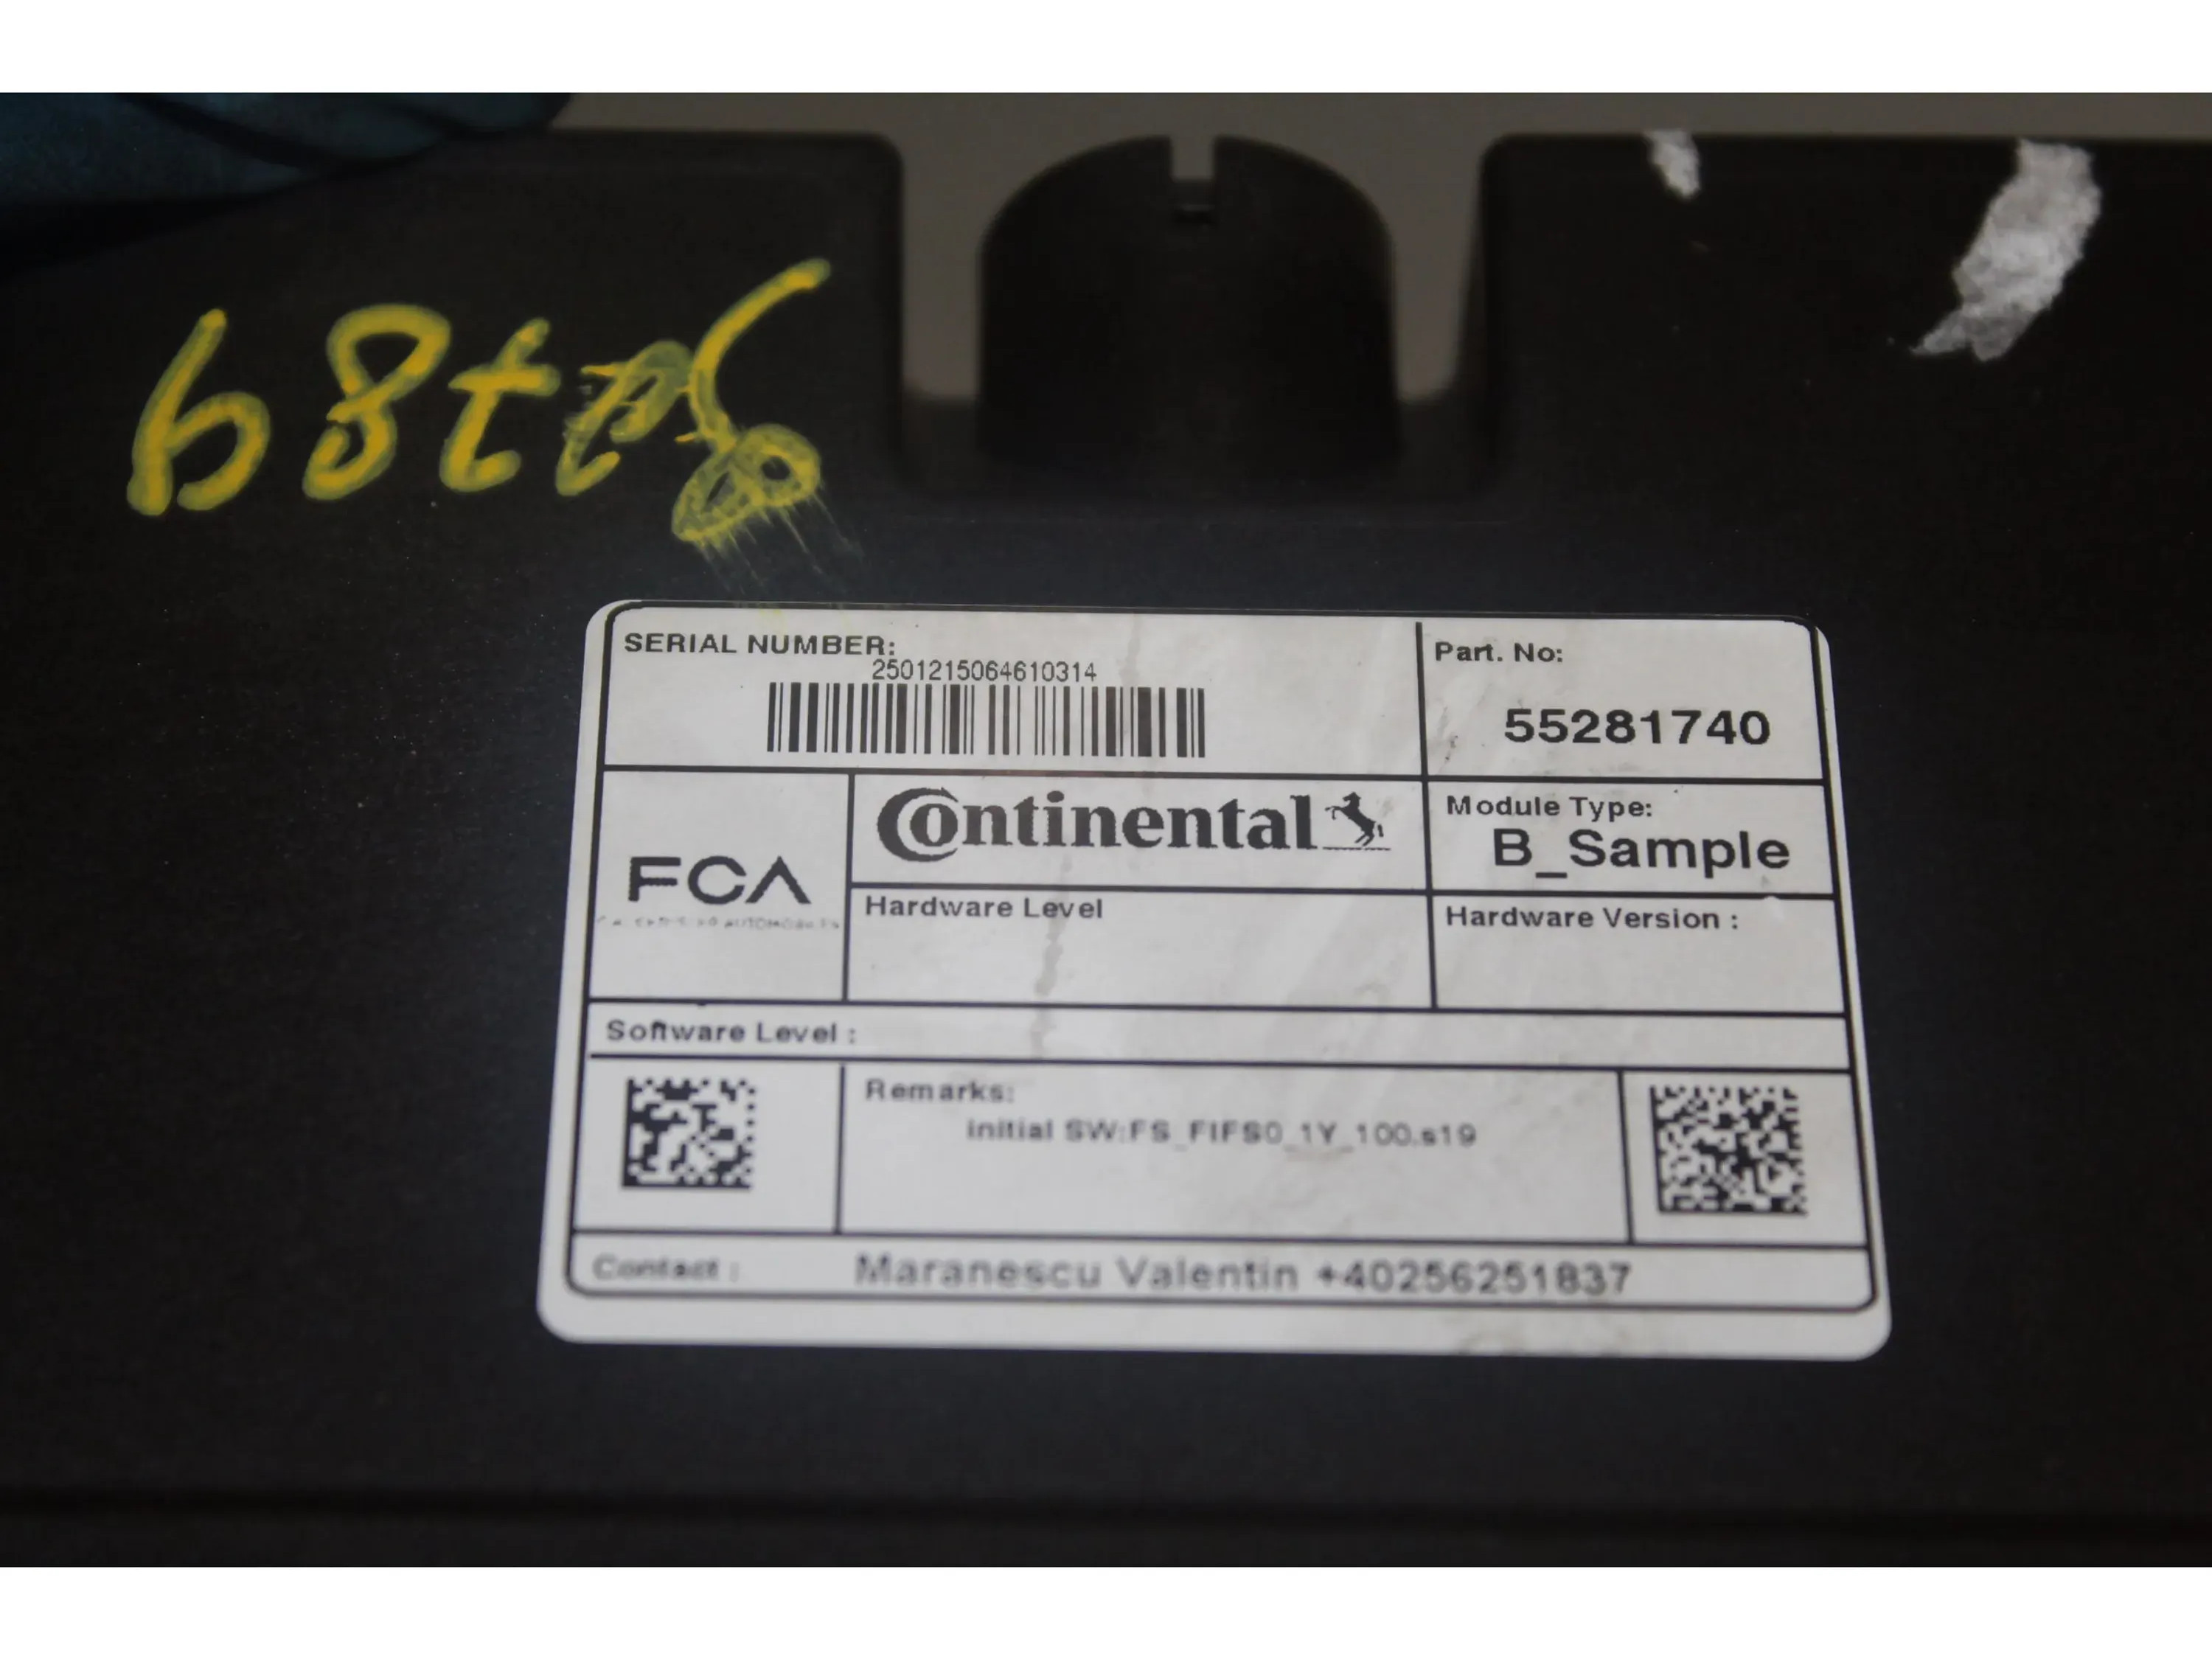 SERIAL NUMBER:
2501215064610314
Part. No:
55281740
FCA
Continental
Module Type:
B_Sample
Hardware Level
Hardware Version :
Software Level :
Remarks:
initial SW:FS_FIFS0_1Y_100.s19
Contact :
Maranescu Valentin +40256251837